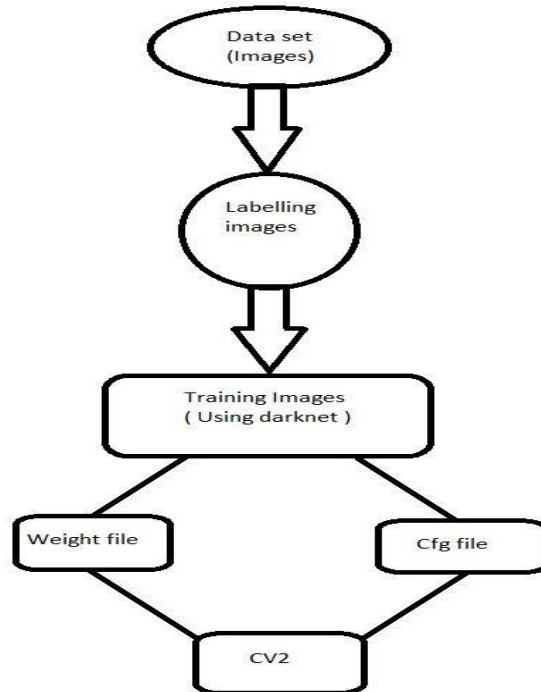 Data set
(Images)
Labelling
images
Training Images
( Using darknet )
Weight file
Cfg file
CV2